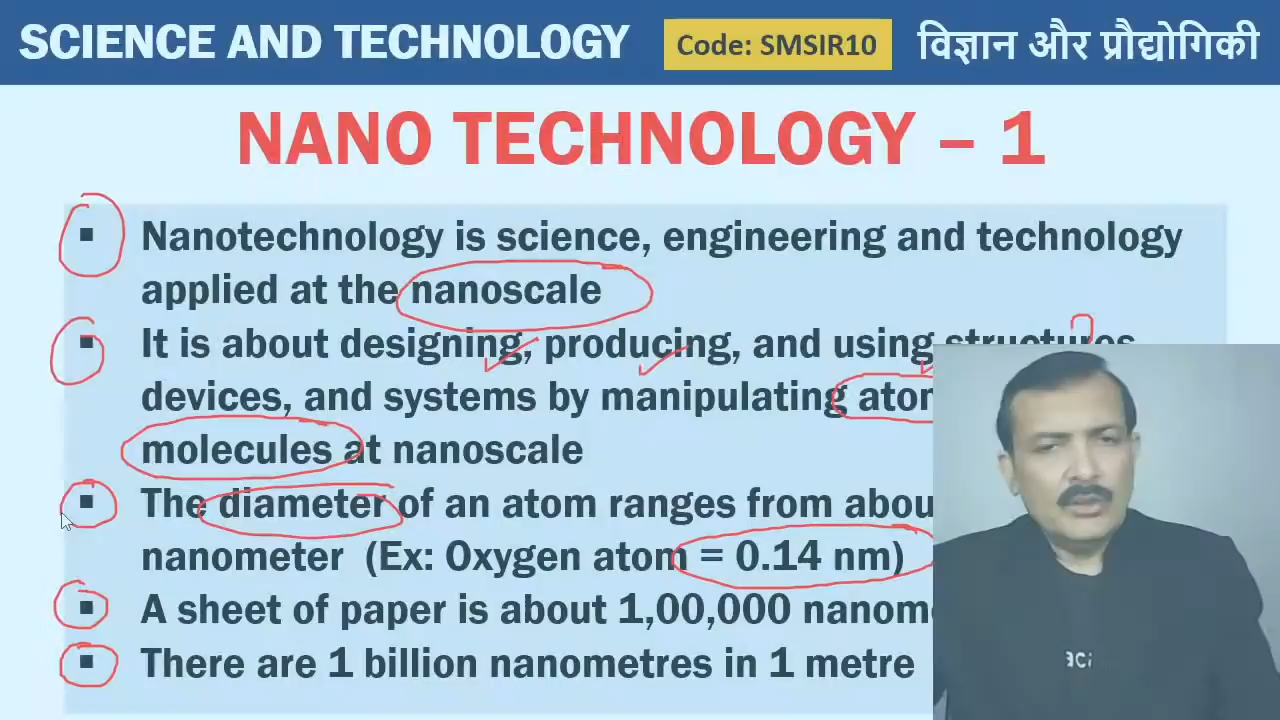 SCIENCE AND TECHNOLOGY
Code: SMSIR10
विज्ञान और प्रौद्योगिकी
NANO TECHNOLOGY – 1
▪ Nanotechnology is science, engineering and technology
applied at the nanoscale
▪ It is about designing, producing, and using structures
devices, and systems by manipulating
molecules at nanoscale
▪ The diameter of an atom ranges from
nanometer (Ex: Oxygen atom = 0.14 nm)
▪ A sheet of paper is about 1,00,000
▪ There are 1 billion nanometres in 1 metre